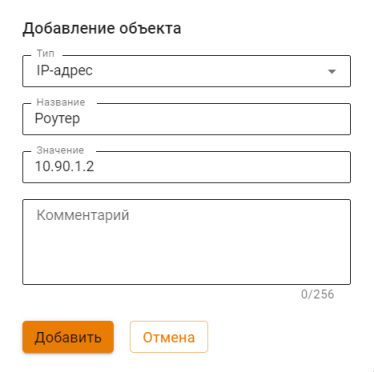 Добавление объекта
Тип
IP-адрес
Название
Роутер
Значение
10.90.1.2
Комментарий
0/256
Добавить Отмена